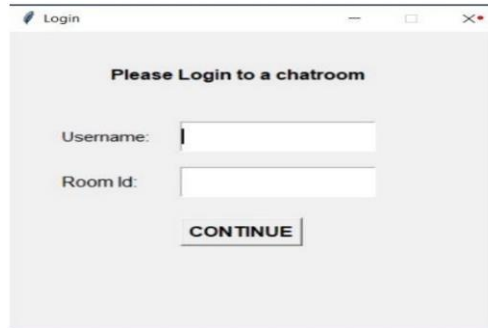 Login
Please Login to a chatroom
Username:
Room Id:
CONTINUE